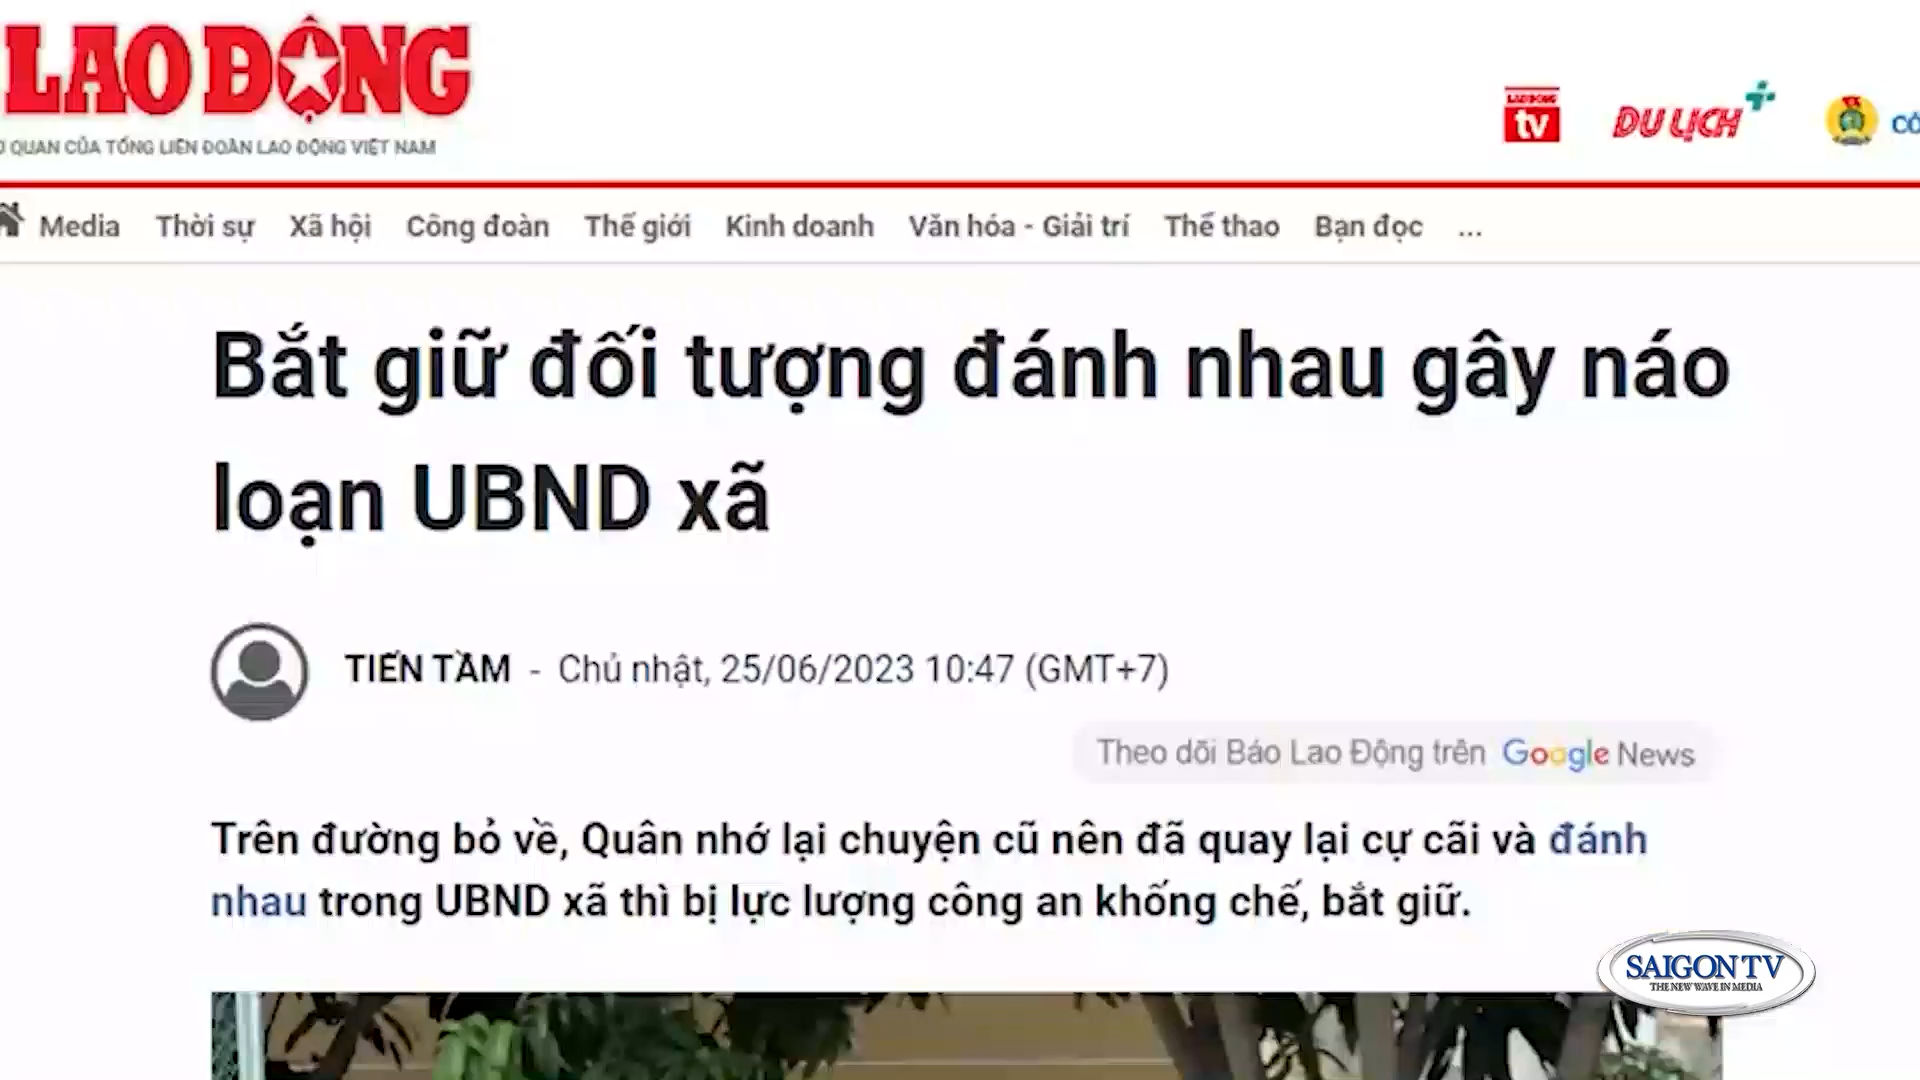 LAO ĐỘNG
QUAN CỦA TỔNG LIÊN ĐOÀN LAO ĐỘNG VIỆT NAM
LAO ĐỘNG
tv
DU LỊCH
Media Thời sự Xã hội Công đoàn Thế giới Kinh doanh Văn hóa - Giải trí Thể thao Bạn đọc ...
Bắt giữ đối tượng đánh nhau gây náo
loạn UBND xã
TIẾN TẦM - Chủ nhật, 25/06/2023 10:47 (GMT+7)
Theo dõi Báo Lao Động trên Google News
Trên đường bỏ về, Quân nhớ lại chuyện cũ nên đã quay lại cự cãi và đánh
nhau trong UBND xã thì bị lực lượng công an khống chế, bắt giữ.
SAIGON TV
THE NEW WAVE IN MEDIA